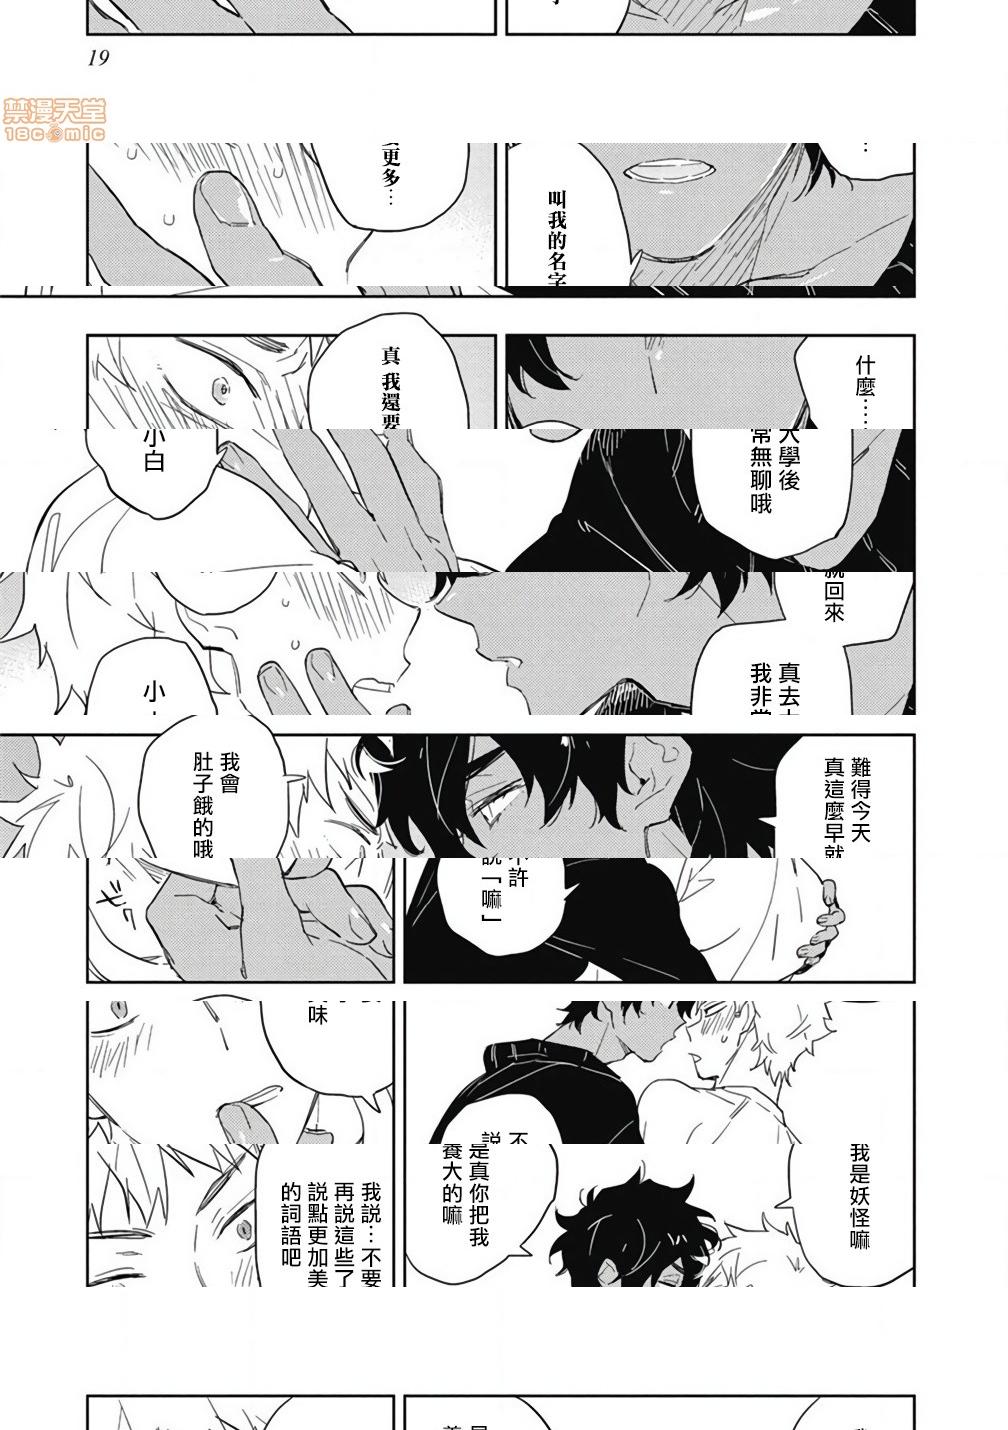 19
禁漫天堂
18comic
叫我的名字
更多…
什麼…
真 我還要
大學後
常無聊哦
小白
回來
真去
我非
小
難得今天
真這麼早就
我會
肚子餓的哦
許
說「嘛」
味
不
說
我是妖怪嘛
是真你把我
養大的嘛
我說…不要
再說這些了
說點更加美
的詞語吧